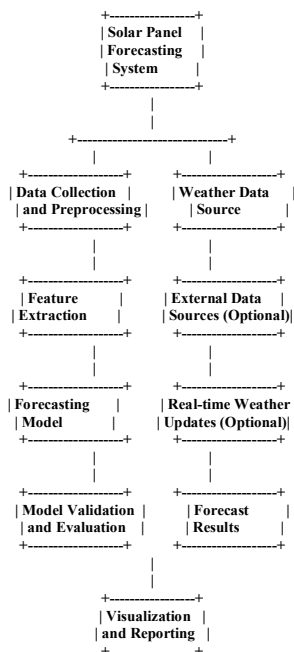 +-----------------+
| Solar Panel |
| Forecasting |
| System |
+-----------------+
|
|
+------------------------------+
| |
+-------------------+ +-------------------+
| Data Collection | | Weather Data |
| and Preprocessing | | Source |
+-------------------+ +-------------------+
| |
| |
+-------------------+ +-------------------+
| Feature | | External Data |
| Extraction | | Sources (Optional)|
+-------------------+ +-------------------+
| |
| |
+-------------------+ +-------------------+
| Forecasting | | Real-time Weather
| Model | | Updates (Optional)|
+-------------------+ +-------------------+
| |
| |
+-------------------+ +-------------------+
| Model Validation | | Forecast |
| and Evaluation | | Results |
+-------------------+ +-------------------+
|
|
+------------------+
| Visualization |
| and Reporting |
+------------------+